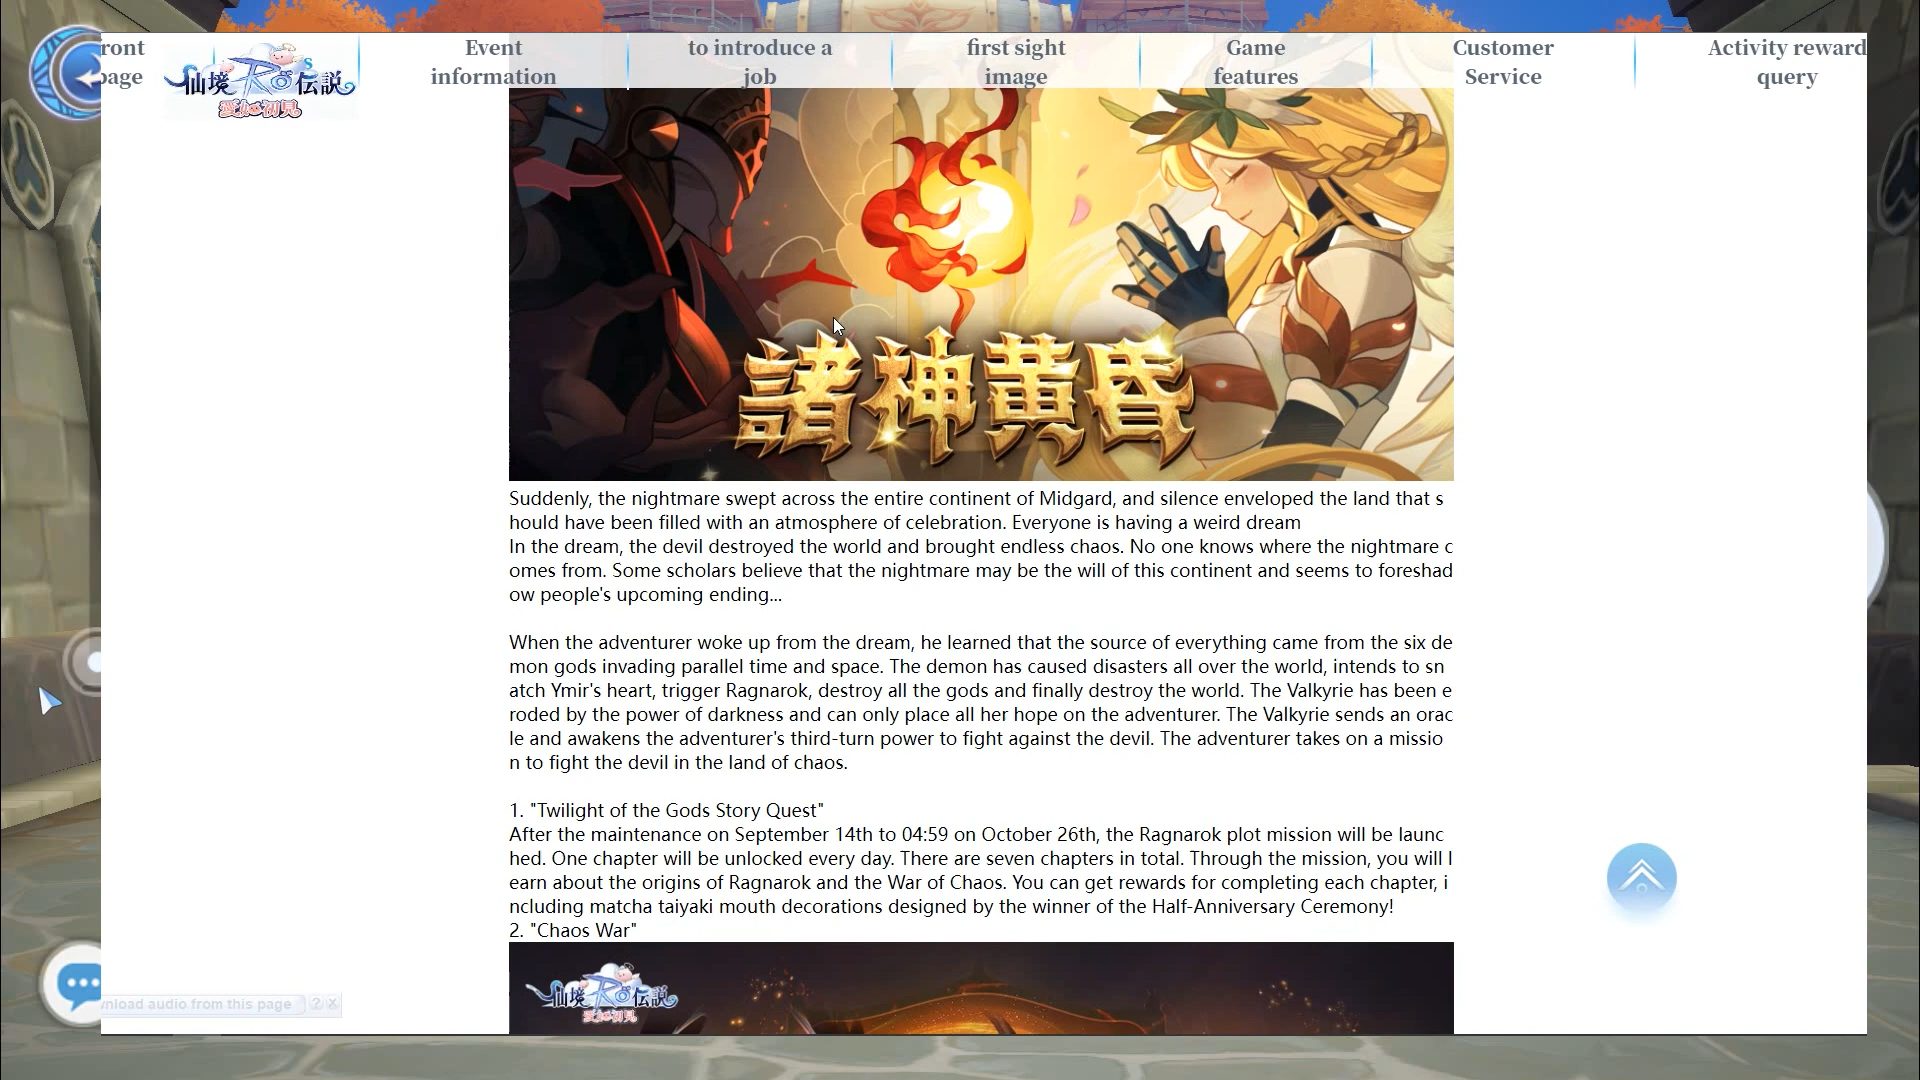 ront
page
s
Event
information
to introduce a
job
first sight
image
Game
features
Customer
Service
Activity reward
query
仙境RO伝説
愛如初見
諸神黄昏
Suddenly, the nightmare swept across the entire continent of Midgard, and silence enveloped the land that s
hould have been filled with an atmosphere of celebration. Everyone is having a weird dream
In the dream, the devil destroyed the world and brought endless chaos. No one knows where the nightmare c
omes from. Some scholars believe that the nightmare may be the will of this continent and seems to foreshad
ow people's upcoming ending...
When the adventurer woke up from the dream, he learned that the source of everything came from the six de
mon gods invading parallel time and space. The demon has caused disasters all over the world, intends to sn
atch Ymir's heart, trigger Ragnarok, destroy all the gods and finally destroy the world. The Valkyrie has been e
roded by the power of darkness and can only place all her hope on the adventurer. The Valkyrie sends an orac
le and awakens the adventurer's third-turn power to fight against the devil. The adventurer takes on a missio
n to fight the devil in the land of chaos.
1. "Twilight of the Gods Story Quest"
After the maintenance on September 14th to 04:59 on October 26th, the Ragnarok plot mission will be launc
hed. One chapter will be unlocked every day. There are seven chapters in total. Through the mission, you will l
earn about the origins of Ragnarok and the War of Chaos. You can get rewards for completing each chapter, i
ncluding matcha taiyaki mouth decorations designed by the winner of the Half-Anniversary Ceremony!
2. "Chaos War"
仙境RO伝説
愛如初見
wnload audio from this page ? x